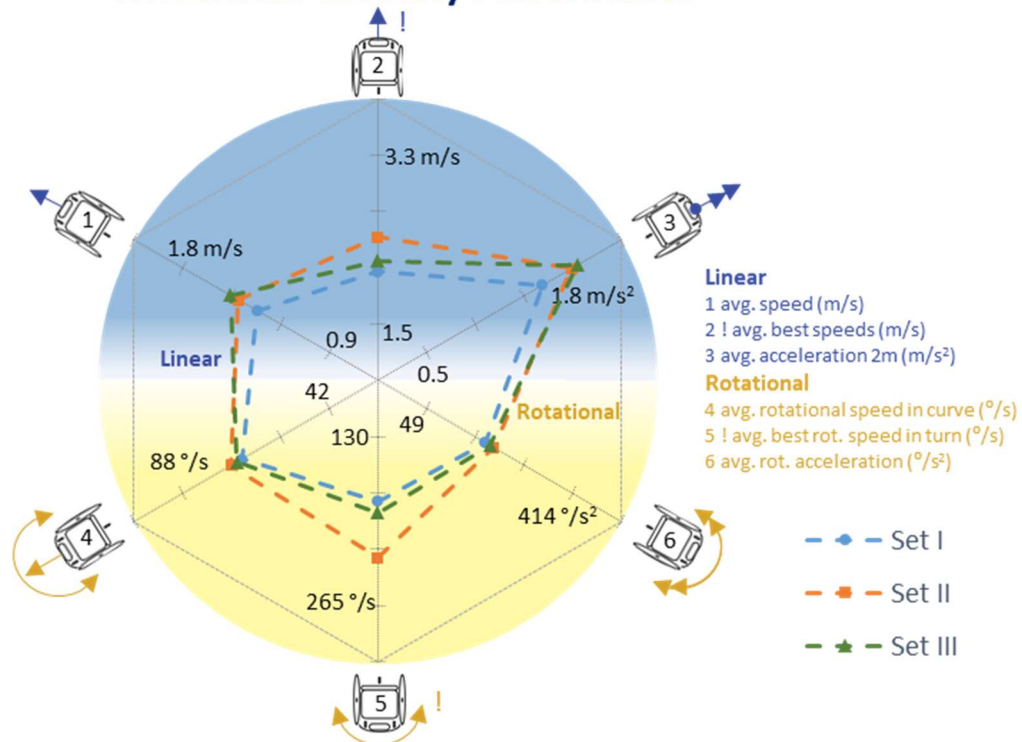 !
2
3.3 m/s
1
3
1.8 m/s
1.8 m/s²
Linear
1 avg. speed (m/s)
2 ! avg. best speeds (m/s)
3 avg. acceleration 2m (m/s²)
0.9
1.5
Linear
0.5
Rotational
42
49
Rotational
4 avg. rotational speed in curve (°/s)
130
5 ! avg. best rot. speed in turn (°/s)
88 °/s
6 avg. rot. acceleration (°/s²)
414 °/s²
4
6
Set I
Set II
265 °/s
Set III
5
!